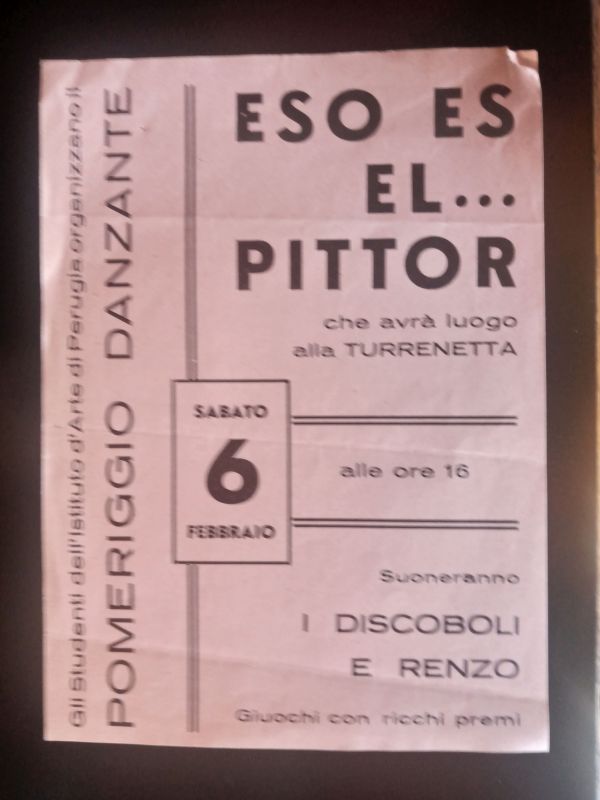 Gli Studenti dell'Istituto d'Arte di Perugia organizzano il
POMERIGGIO DANZANTE
ESO ES
EL...
PITTOR
che avrà luogo
alla TURRENETTA
SABATO
6
FEBBRAIO
alle ore 16
Suoneranno
I DISCOBOLI
E RENZO
Giuochi con ricchi premi